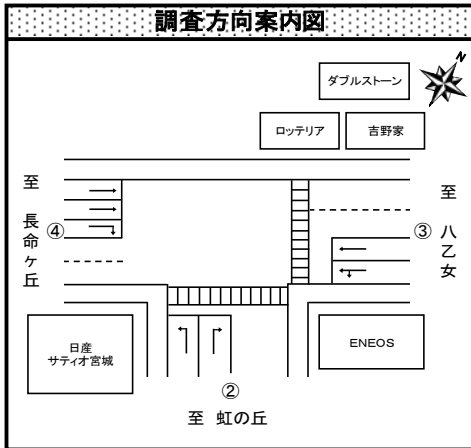 調査方向案内図
N
ダブルストーン
ロッテリア
吉野家
至 長命ヶ丘
④
至 八乙女
③
日産
サティオ宮城
ENEOS
②
至 虹の丘